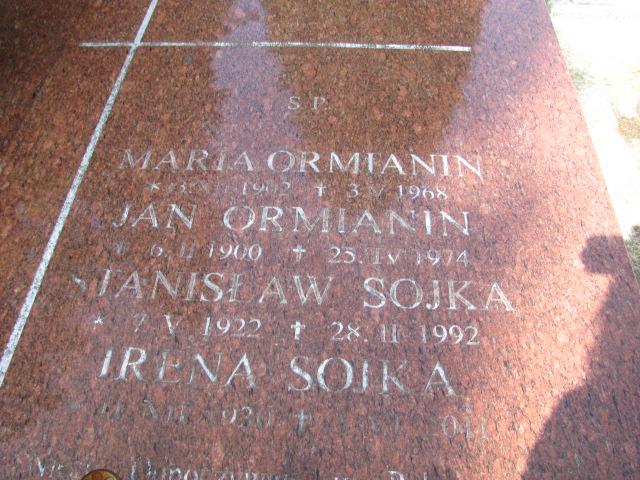 Ś.P.
MARIA ORMIANIN
1902 + 3.V.1968
JAN ORMIANIN
* 6.II.1900 + 25.IV.1974
STANISŁAW SOJKA
* 7.V.1922 + 28.II.1992
IRENA SOJKA